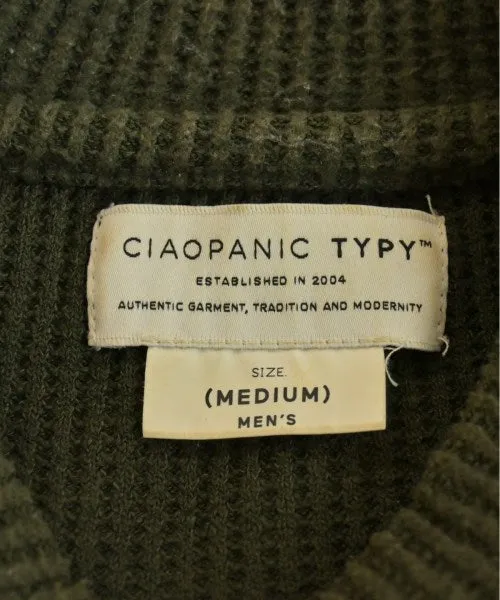 CIAOPANIC TYPY™
ESTABLISHED IN 2004
AUTHENTIC GARMENT, TRADITION AND MODERNITY
SIZE.
(MEDIUM)
MEN'S